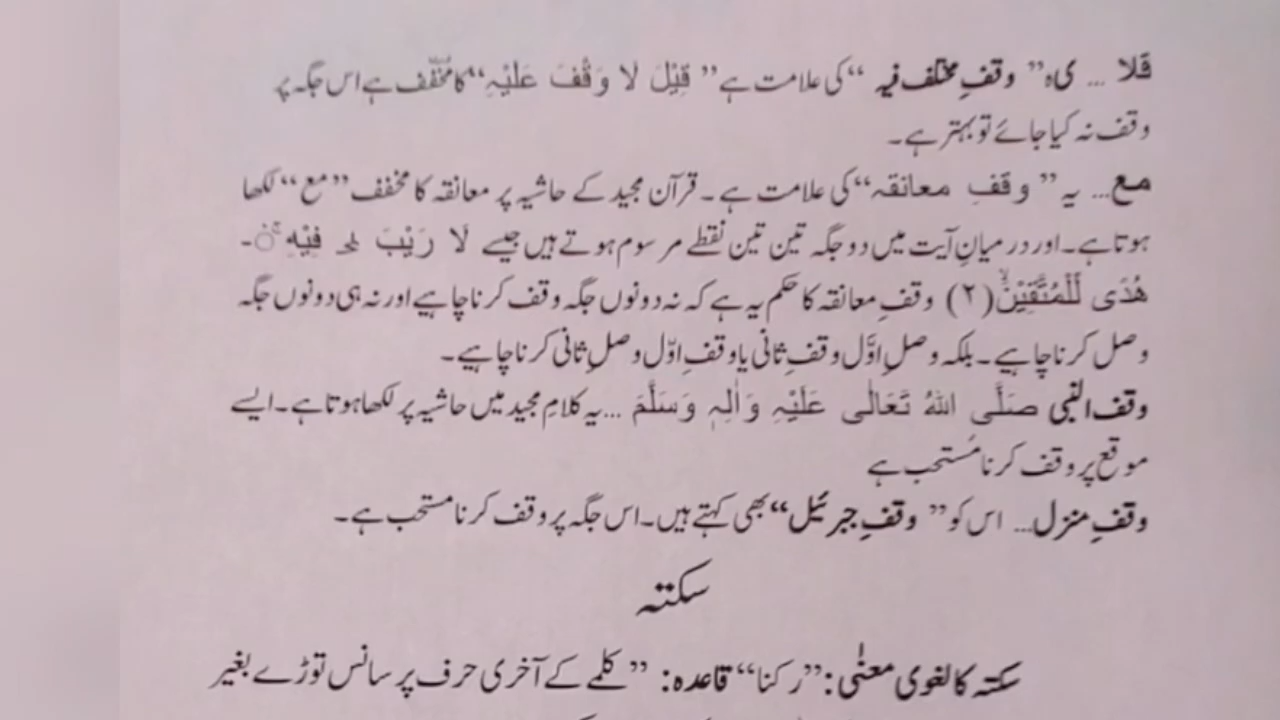 قَلا ... یہ” وقفِ مختلف فیہ “کی علامت ہے” قِیْلَ لَا وَقْفَ عَلَیْہِ“کا مُخَفَّف ہے اس جگہ پر
وقف نہ کیا جائے تو بہتر ہے۔
مع... یہ” وقفِ معانقہ“کی علامت ہے۔ قرآن مجید کے حاشیہ پر معانقہ کا مخفف ”مع“ لکھا
ہوتا ہے۔اور درمیانِ آیت میں دو جگہ تین تین نقطے مرسوم ہوتے ہیں جیسے لَا رَیْبَ فِیْهِ ۔
هُدًى لِّلْمُتَّقِیْنَۙ(۲) وقفِ معانقہ کا حکم یہ ہے کہ نہ دونوں جگہ وقف کرنا چاہیے اور نہ ہی دونوں جگہ
وصل کرنا چاہیے۔ بلکہ وصلِ اوَّل وقفِ ثانی یا وقفِ اوّل وصلِ ثانی کرنا چاہیے۔
وقف النبی صَلَّی اللہُ تَعَالٰی عَلَیْہِ وَاٰلِہٖ وَسَلَّمَ ...یہ کلامِ مجید میں حاشیہ پر لکھا ہوتا ہے۔ ایسے
موقع پر وقف کرنا مُستحب ہے
وقفِ منزل... اس کو” وقفِ جبرئیل“بھی کہتے ہیں۔اس جگہ پر وقف کرنا مستحب ہے۔
سکتہ
سکتہ کا لغوی معنٰی:”رکنا“ قاعدہ: ”کلمے کے آخری حرف پر سانس توڑے بغیر